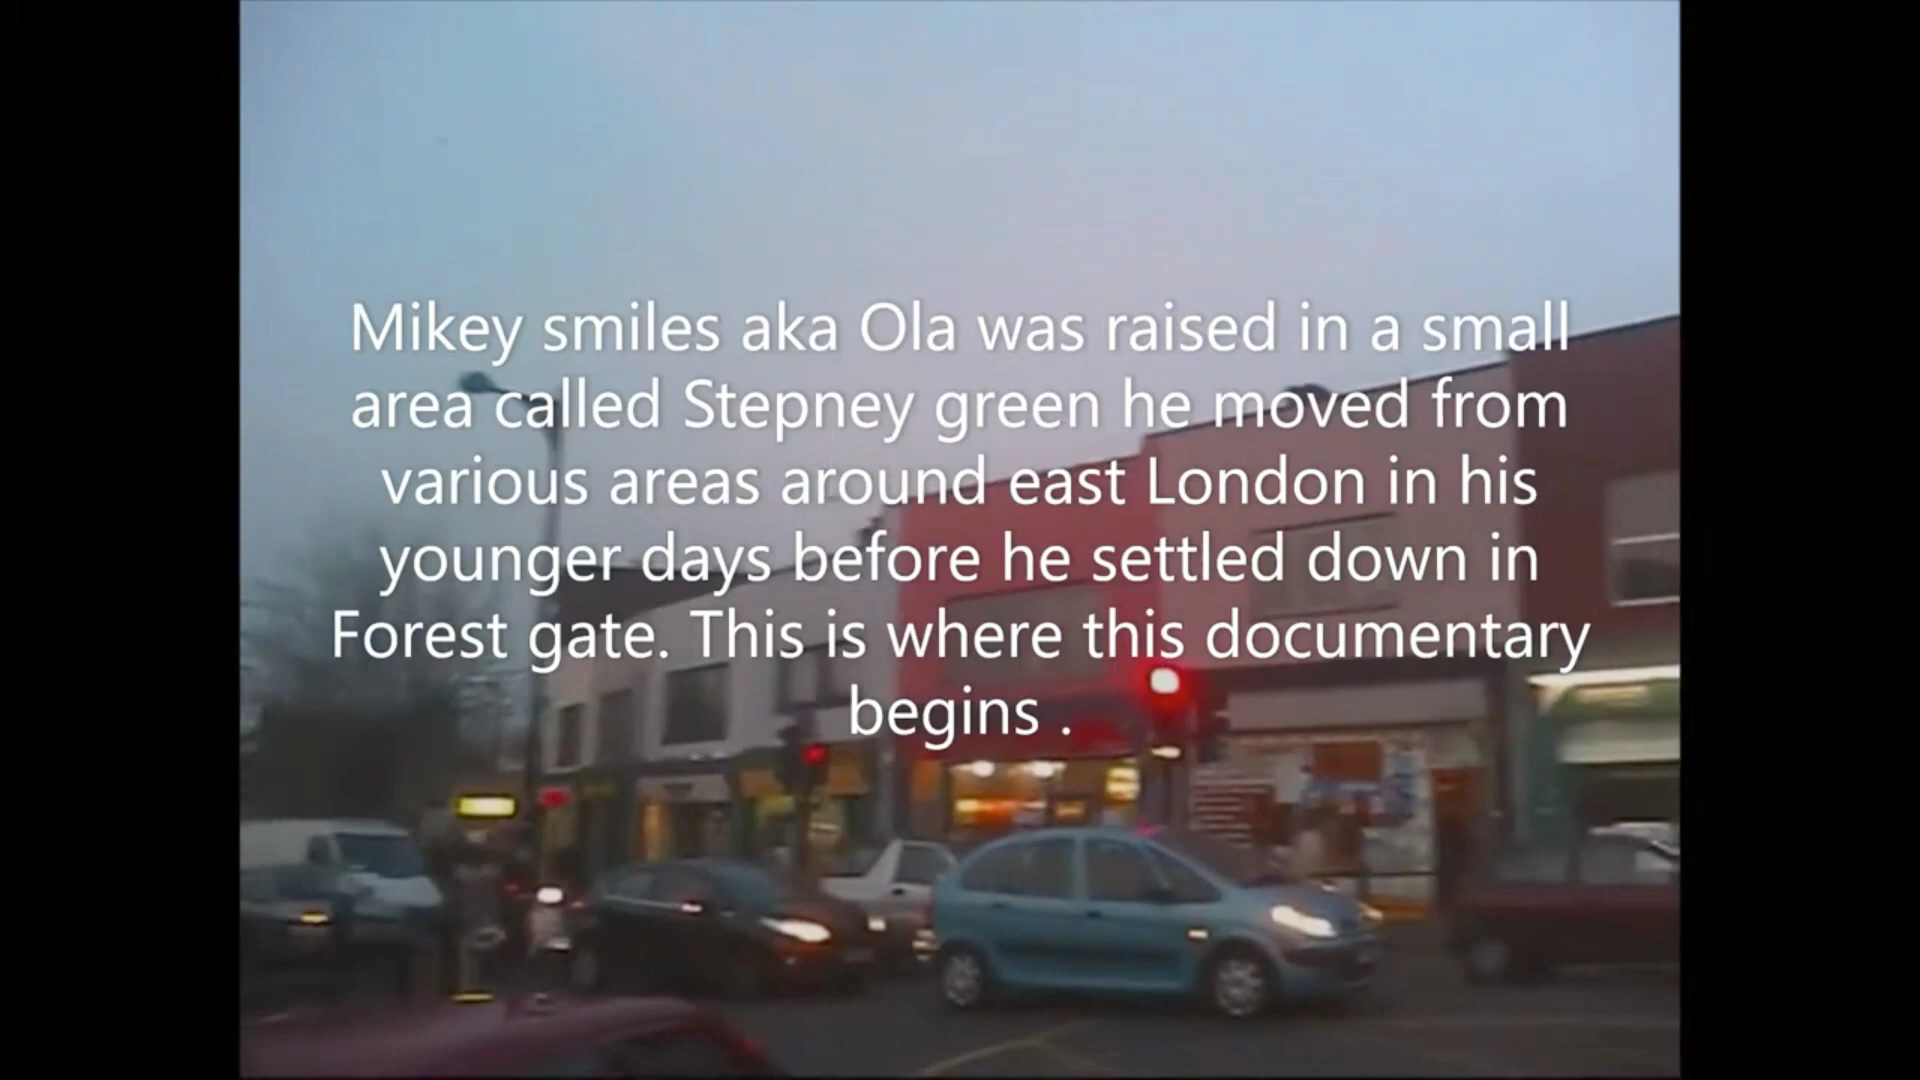 Mikey smiles aka Ola was raised in a small
area called Stepney green he moved from
various areas around east London in his
younger days before he settled down in
Forest gate. This is where this documentary
begins .